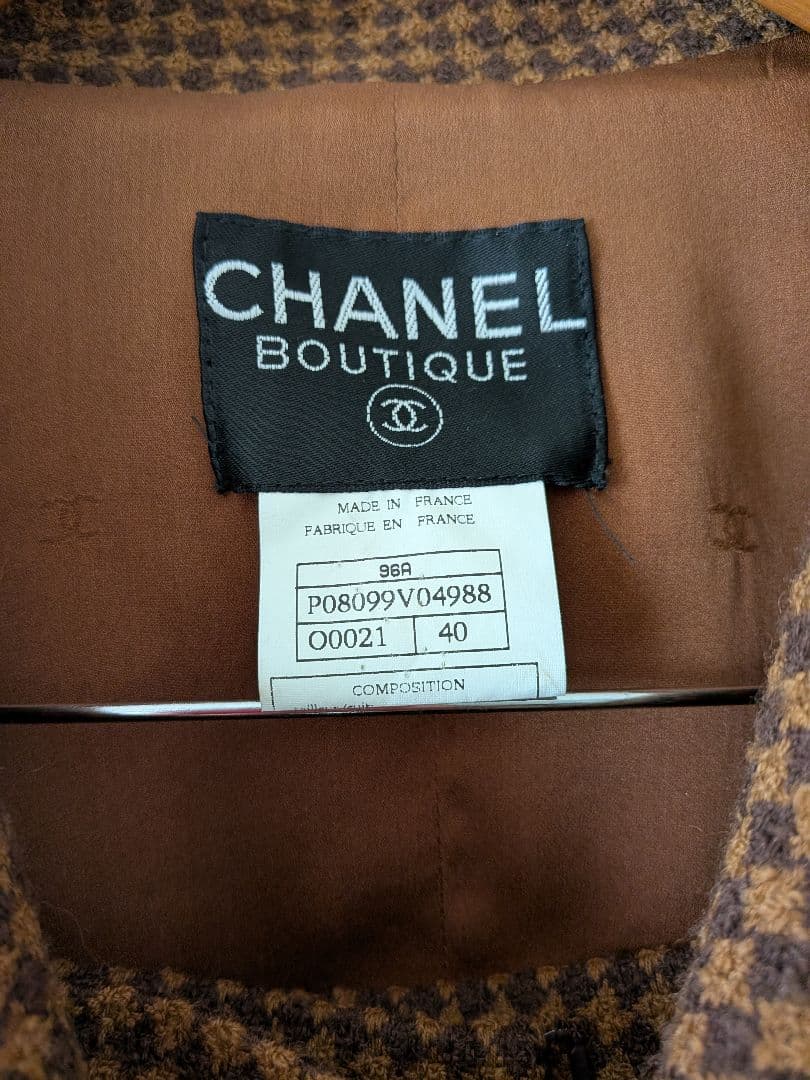 CHANEL
BOUTIQUE
MADE IN FRANCE
FABRIQUE EN FRANCE
96A
P08099V04988
O0021 40
COMPOSITION